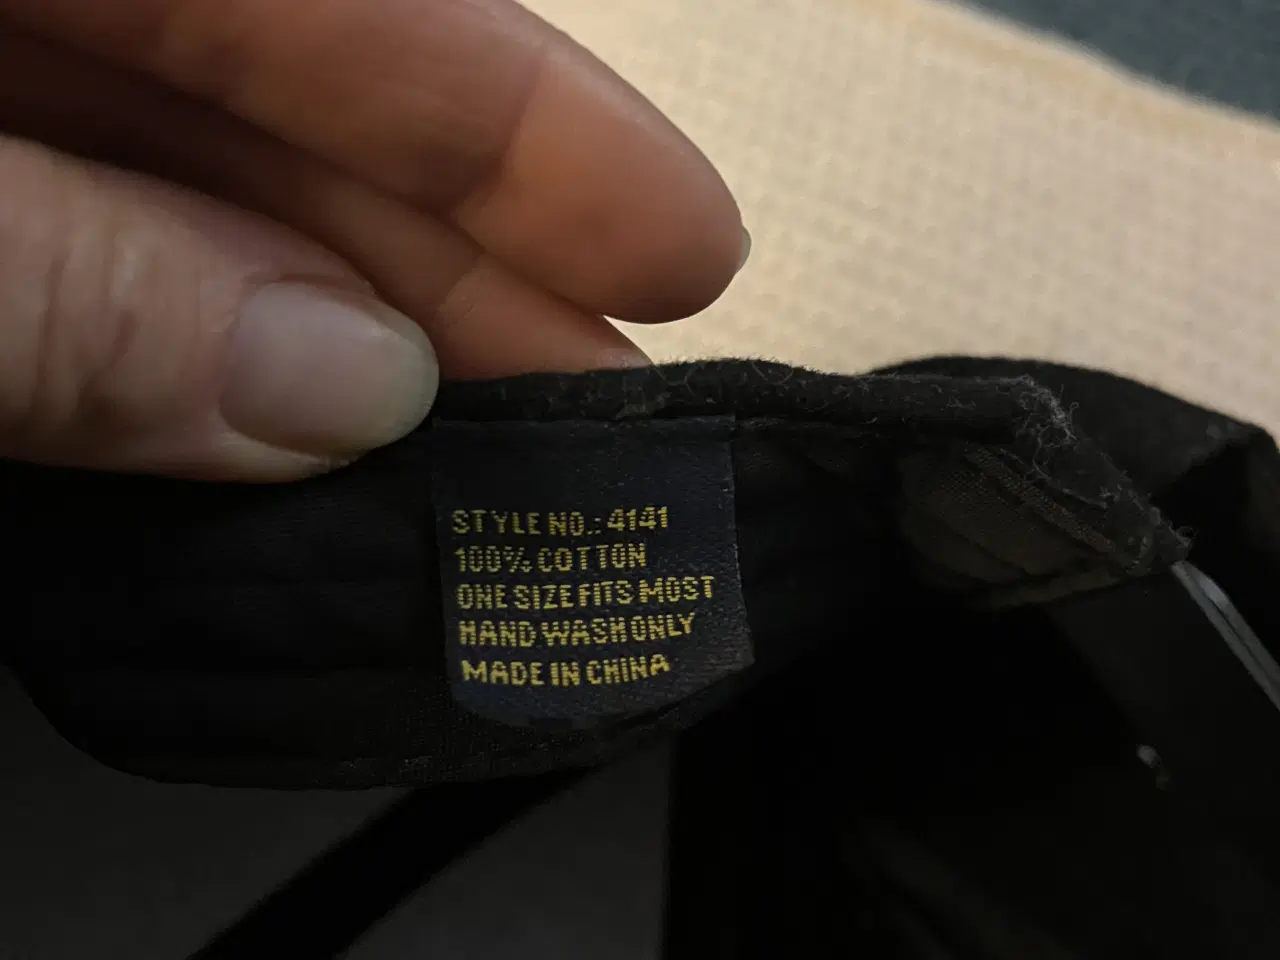 STYLE NO.: 4141
100% COTTON
ONE SIZE FITS MOST
HAND WASH ONLY
MADE IN CHINA